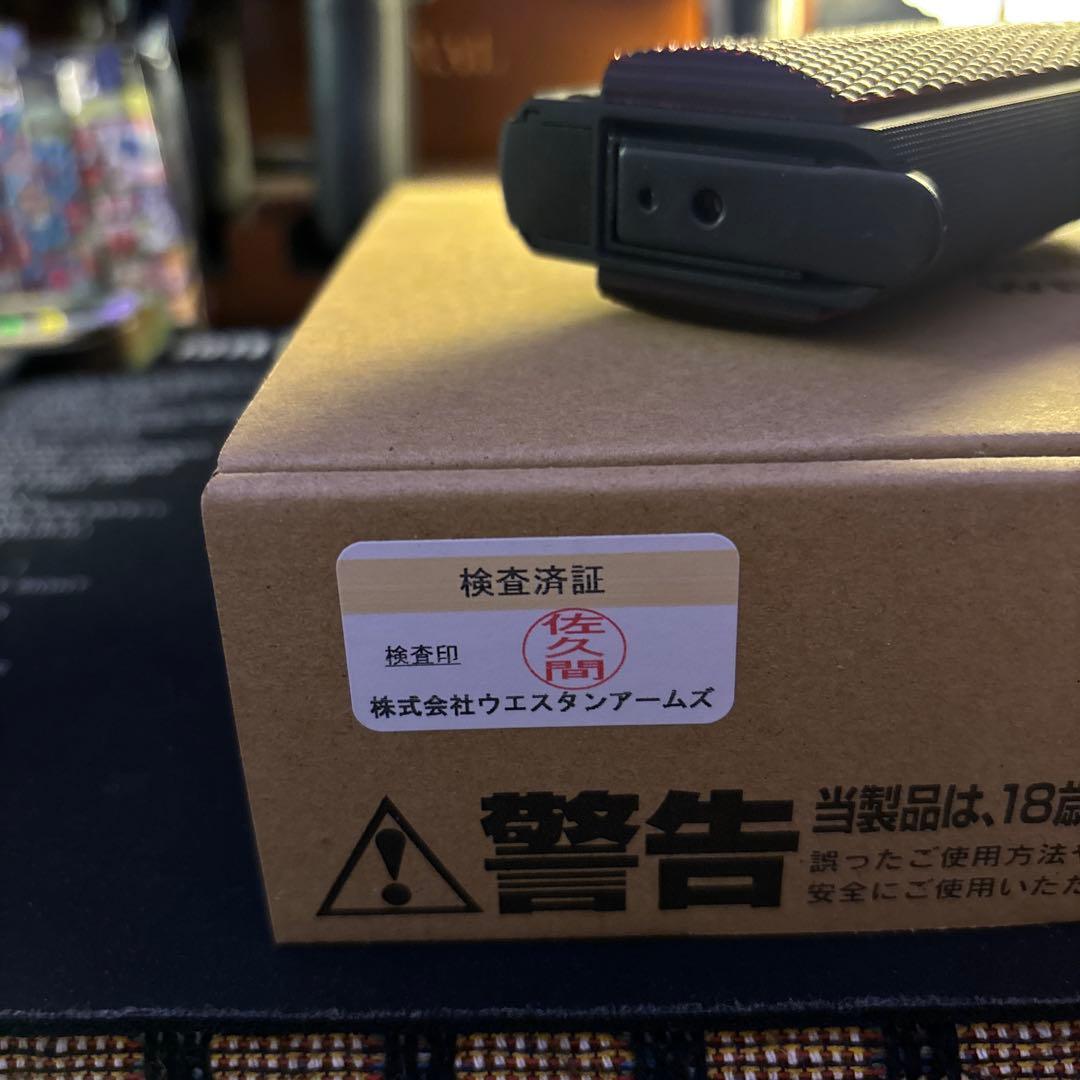 検査済証
検査印
佐久間
株式会社ウエスタンアームズ
警告
当製品は、18歳
誤ったご使用方法や
安全にご使用いただ